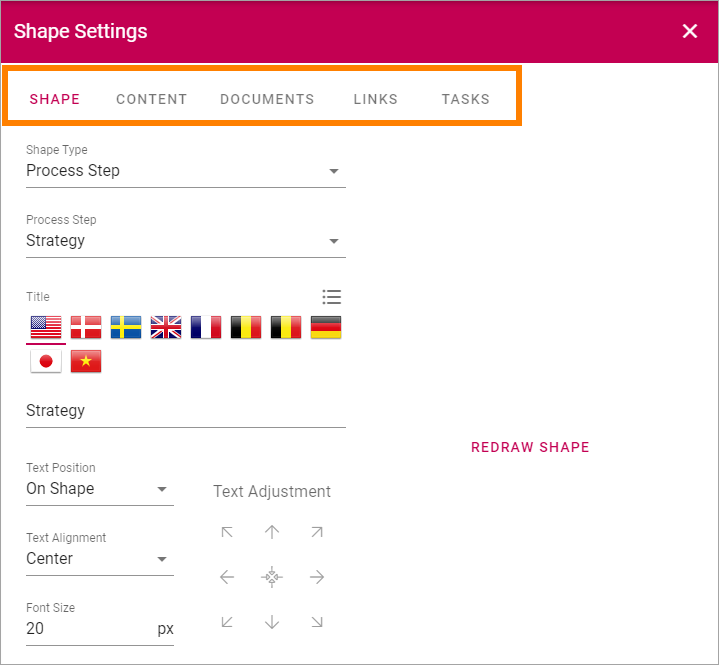 Shape Settings
SHAPE CONTENT DOCUMENTS LINKS TASKS
Shape Type
Process Step
Process Step
Strategy
Title
Strategy
REDRAW SHAPE
Text Position
On Shape
Text Adjustment
Text Alignment
Center
Font Size
20 px